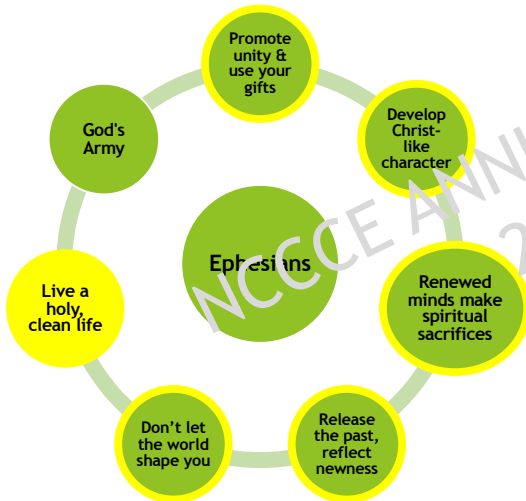 Promote
unity &
use your
gifts
Develop
Christ-
like
character
Renewed
minds make
spiritual
sacrifices
Release
the past,
reflect
newness
Don’t let
the world
shape you
Live a
holy,
clean life
God's
Army
Ephesians
NCCCE